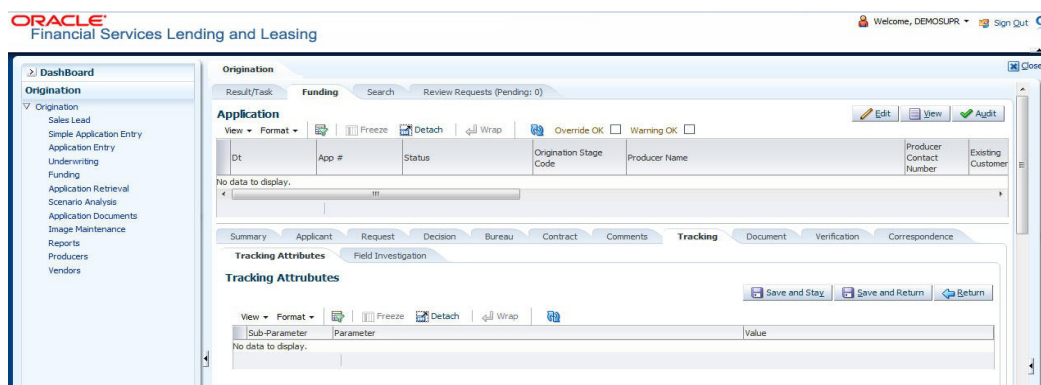 ORACLE®
Financial Services Lending and Leasing
Welcome, DEMOSUPR
Sign Out
DashBoard
Origination
Origination
Sales Lead
Simple Application Entry
Application Entry
Underwriting
Funding
Application Retrieval
Scenario Analysis
Application Documents
Image Maintenance
Reports
Producers
Vendors
Origination
Close
Result/Task Funding Search Review Requests (Pending: 0)
Application
Edit View Audit
View Format Freeze Detach Wrap Override OK Warning OK
Dt App # Status Origination Stage Code Producer Name Producer Contact Number Existing Customer
No data to display.
Summary Applicant Request Decision Bureau Contract Comments Tracking Document Verification Correspondence
Tracking Attributes Field Investigation
Tracking Attrubutes
Save and Stay Save and Return Return
View Format Freeze Detach Wrap
Sub-Parameter Parameter Value
No data to display.